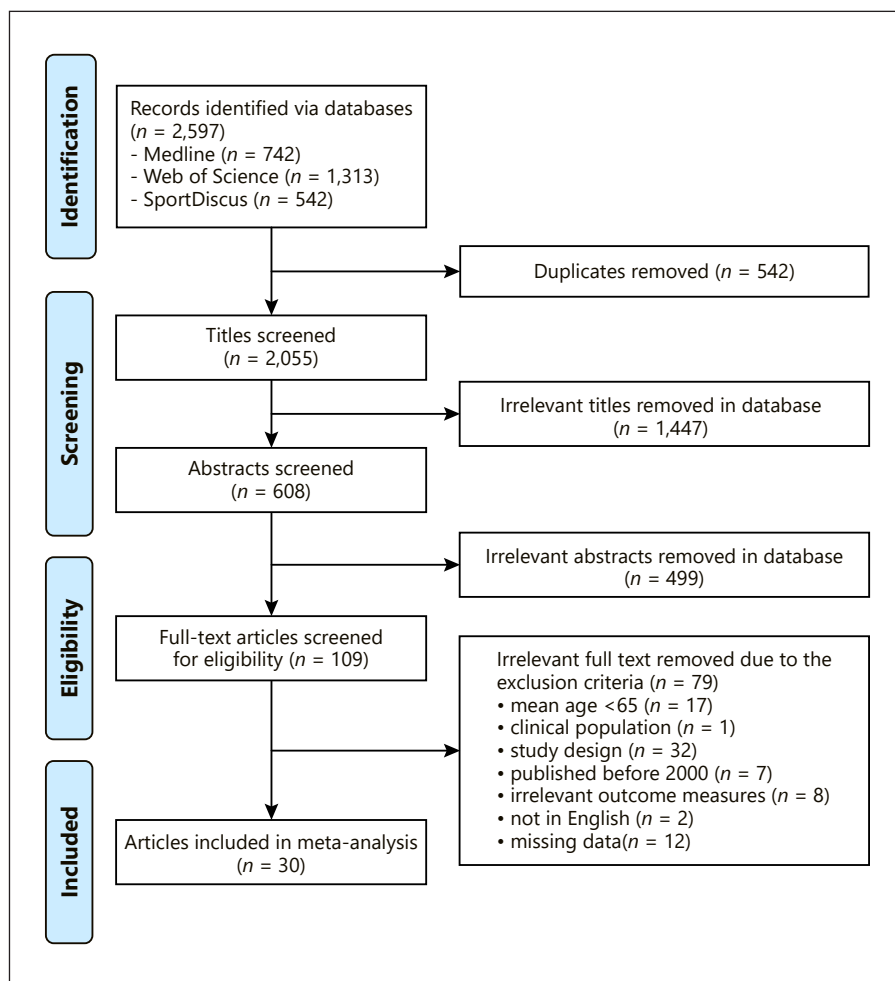 Identification
Records identified via databases
(n = 2,597)
- Medline (n = 742)
- Web of Science (n = 1,313)
- SportDiscus (n = 542)
Duplicates removed (n = 542)
Screening
Titles screened
(n = 2,055)
Irrelevant titles removed in database
(n = 1,447)
Abstracts screened
(n = 608)
Irrelevant abstracts removed in database
(n = 499)
Eligibility
Full-text articles screened
for eligibility (n = 109)
Irrelevant full text removed due to the
exclusion criteria (n = 79)
• mean age <65 (n = 17)
• clinical population (n = 1)
• study design (n = 32)
• published before 2000 (n = 7)
• irrelevant outcome measures (n = 8)
• not in English (n = 2)
• missing data(n = 12)
Included
Articles included in meta-analysis
(n = 30)